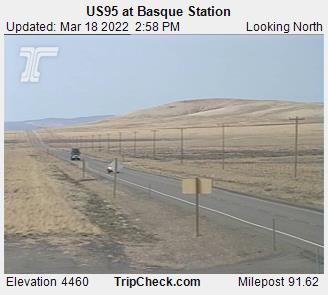 US95 at Basque Station
Updated: Mar 18 2022 2:58 PM Looking North
Elevation 4460 TripCheck.com Milepost 91.62